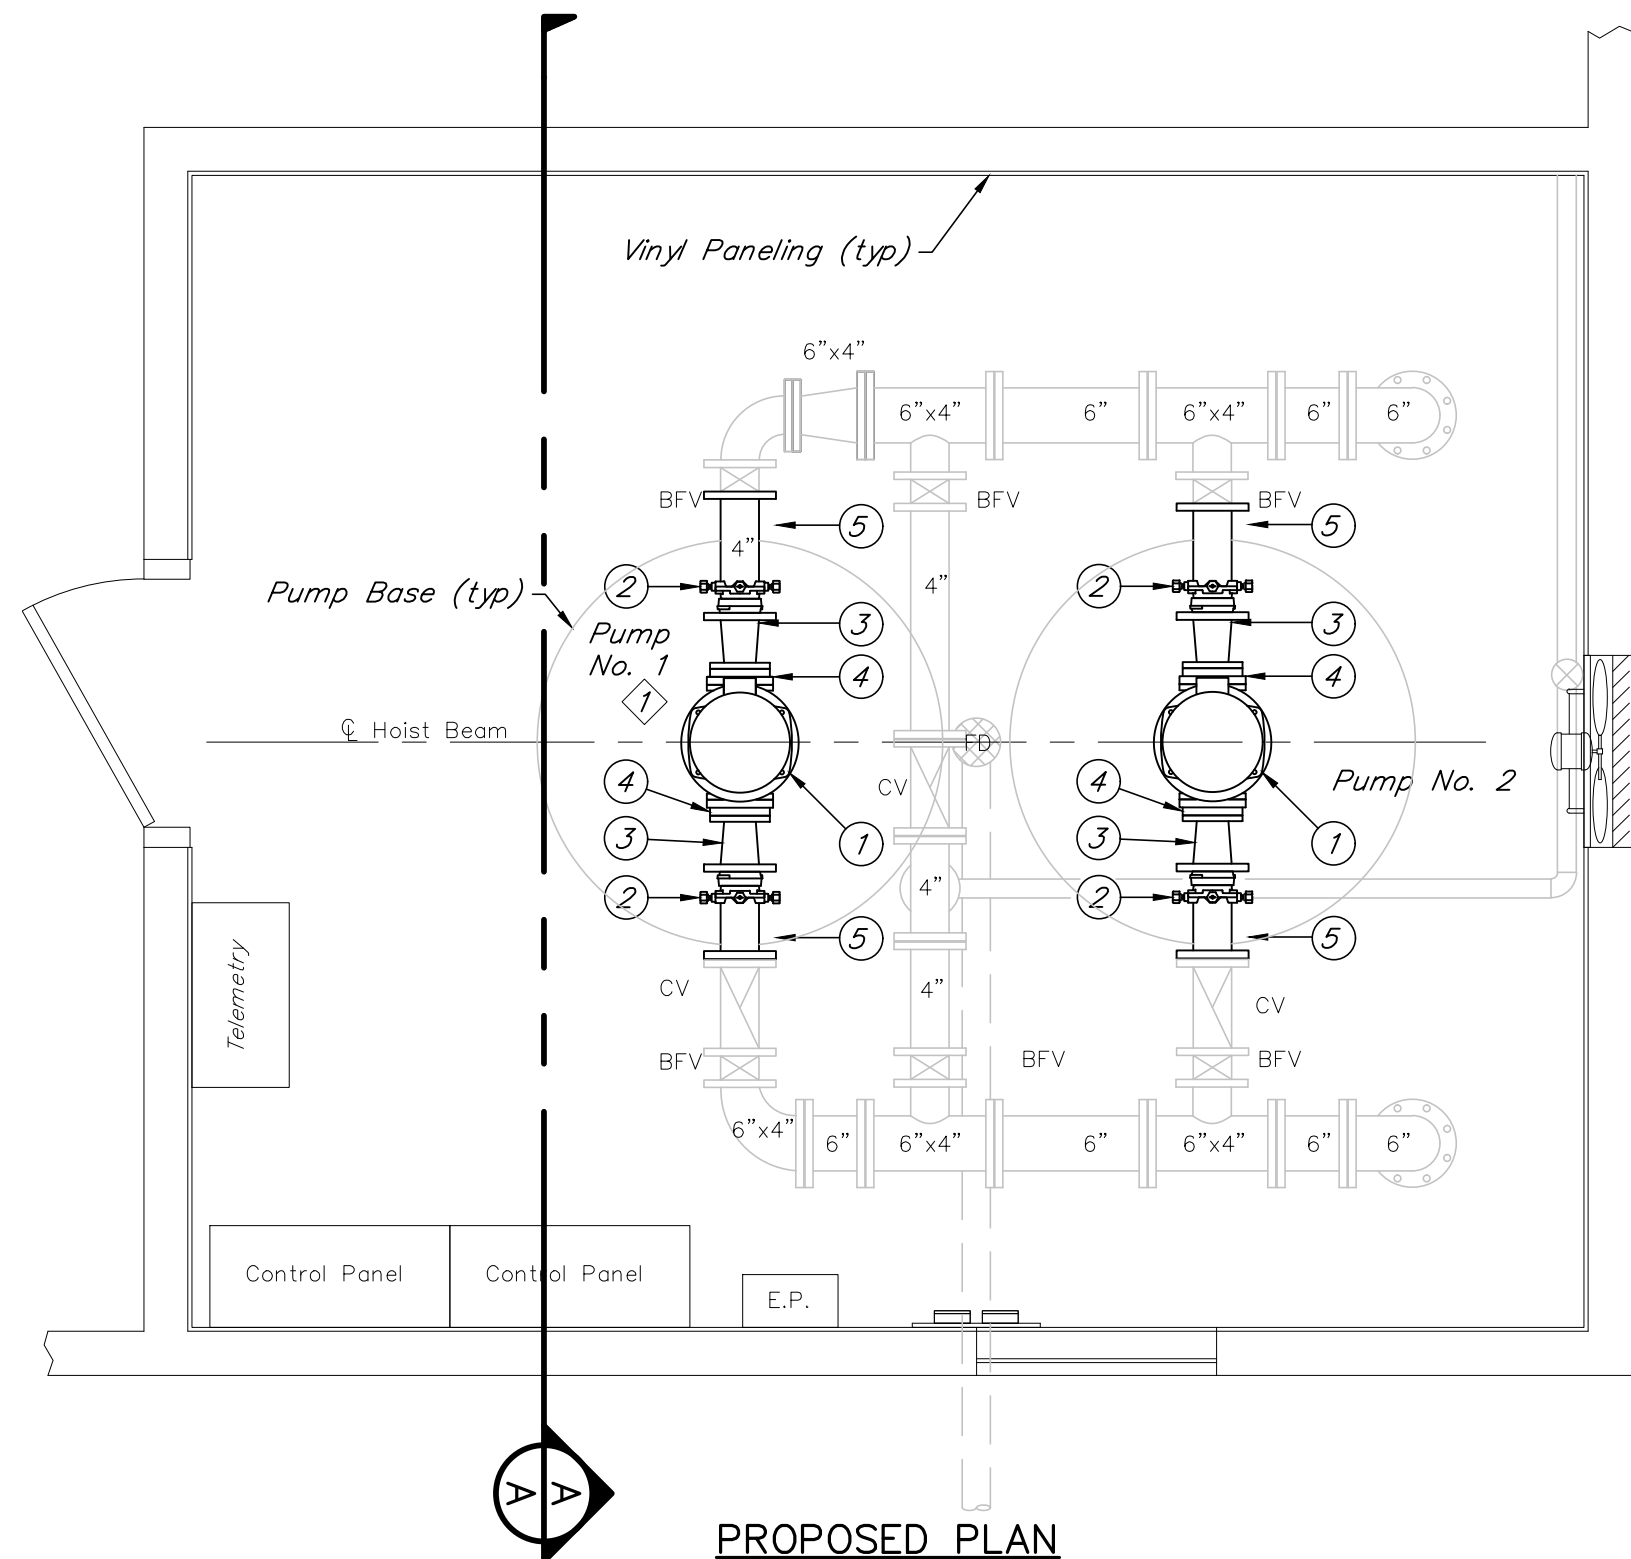 Vinyl Paneling (typ)
6"x4"
6"x4"
6"
6"x4"
6"
6"
BFV
BFV
BFV
5
5
4"
2
4"
2
Pump Base (typ)
3
3
Pump
No. 1
4
4
1
℄ Hoist Beam
FD
4
CV
4
Pump No. 2
3
1
3
1
2
4"
2
5
5
Telemetry
CV
4"
CV
BFV
BFV
BFV
6"x4"
6"
6"x4"
6"
6"x4"
6"
6"
Control Panel
Control Panel
E.P.
A
A
PROPOSED PLAN